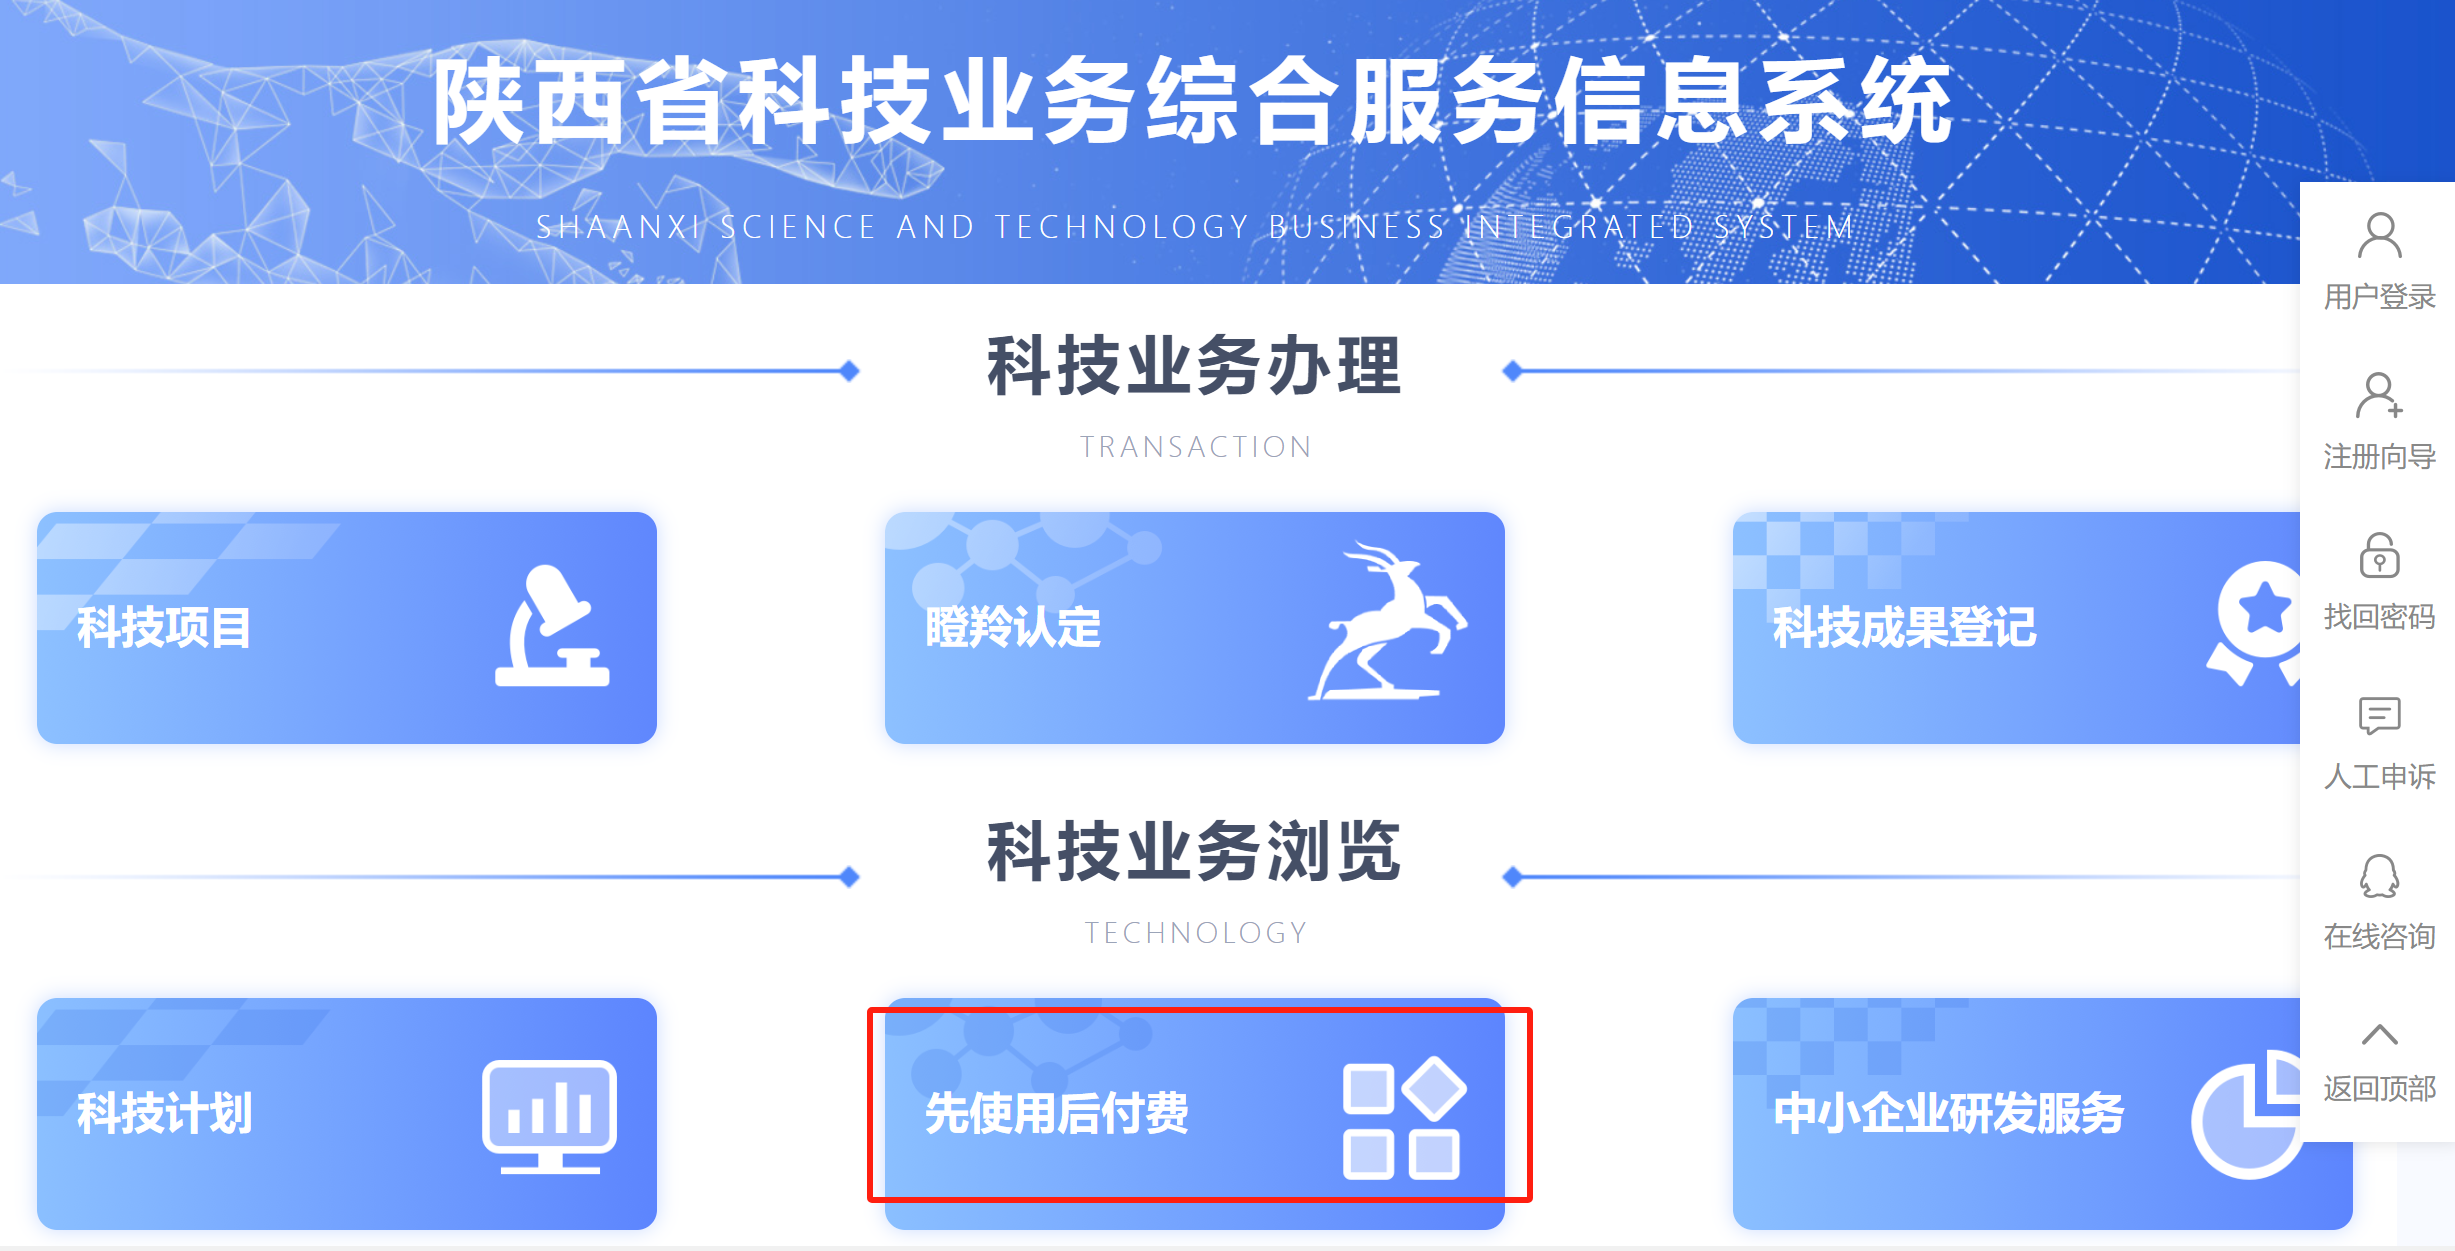 陕西省科技业务综合服务信息系统
SHAANXI SCIENCE AND TECHNOLOGY BUSINESS INTEGRATED SYSTEM
科技业务办理
TRANSACTION
科技项目
瞪羚认定
科技成果登记
科技业务浏览
TECHNOLOGY
科技计划
先使用后付费
中小企业研发服务
用户登录
注册向导
找回密码
人工申诉
在线咨询
返回顶部